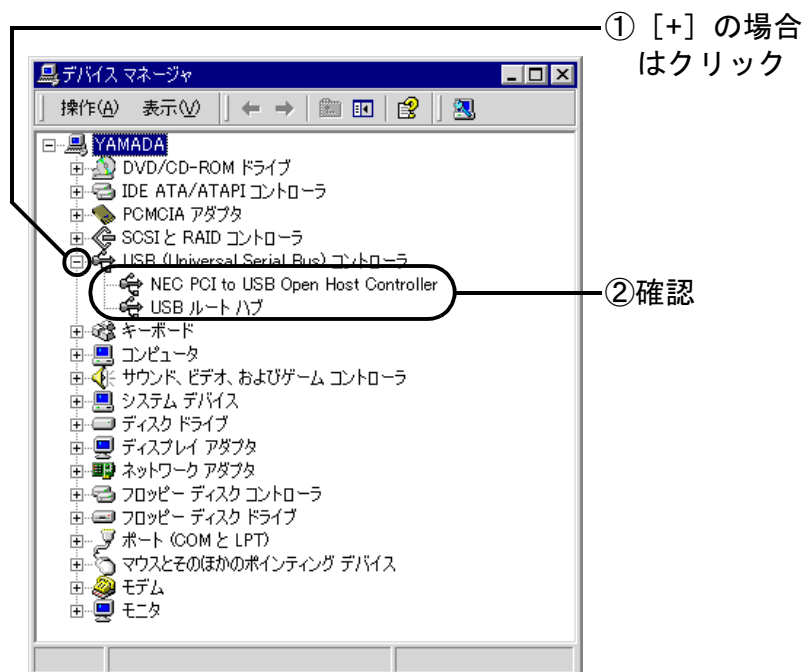 ①［+］の場合
はクリック
デバイス マネージャ
操作(A) 表示(V)
YAMADA
DVD/CD-ROM ドライブ
IDE ATA/ATAPI コントローラ
PCMCIA アダプタ
SCSI と RAID コントローラ
USB (Universal Serial Bus) コントローラ
NEC PCI to USB Open Host Controller
USB ルート ハブ
②確認
キーボード
コンピュータ
サウンド、ビデオ、およびゲーム コントローラ
システム デバイス
ディスク ドライブ
ディスプレイ アダプタ
ネットワーク アダプタ
フロッピー ディスク コントローラ
フロッピー ディスク ドライブ
ポート (COM と LPT)
マウスとそのほかのポインティング デバイス
モデム
モニタ